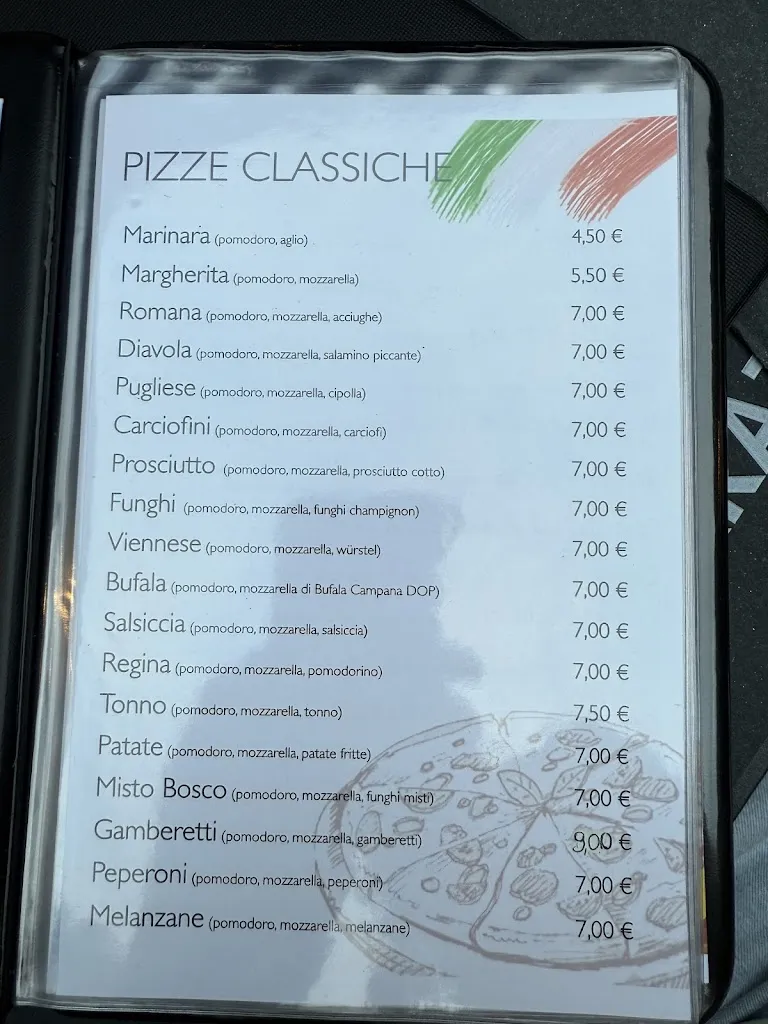 PIZZE CLASSICHE
Marinara (pomodoro, aglio) 4,50 €
Margherita (pomodoro, mozzarella) 5,50 €
Romana (pomodoro, mozzarella, acciughe) 7,00 €
Diavola (pomodoro, mozzarella, salamino piccante) 7,00 €
Pugliese (pomodoro, mozzarella, cipolla) 7,00 €
Carciofini (pomodoro, mozzarella, carciofi) 7,00 €
Prosciutto (pomodoro, mozzarella, prosciutto cotto) 7,00 €
Funghi (pomodoro, mozzarella, funghi champignon) 7,00 €
Viennese (pomodoro, mozzarella, würstel) 7,00 €
Bufala (pomodoro, mozzarella di Bufala Campana DOP) 7,00 €
Salsiccia (pomodoro, mozzarella, salsiccia) 7,00 €
Regina (pomodoro, mozzarella, pomodorino) 7,00 €
Tonno (pomodoro, mozzarella, tonno) 7,50 €
Patate (pomodoro, mozzarella, patate fritte) 7,00 €
Misto Bosco (pomodoro, mozzarella, funghi misti) 7,00 €
Gamberetti (pomodoro, mozzarella, gamberetti) 9,00 €
Peperoni (pomodoro, mozzarella, peperoni) 7,00 €
Melanzane (pomodoro, mozzarella, melanzane) 7,00 €